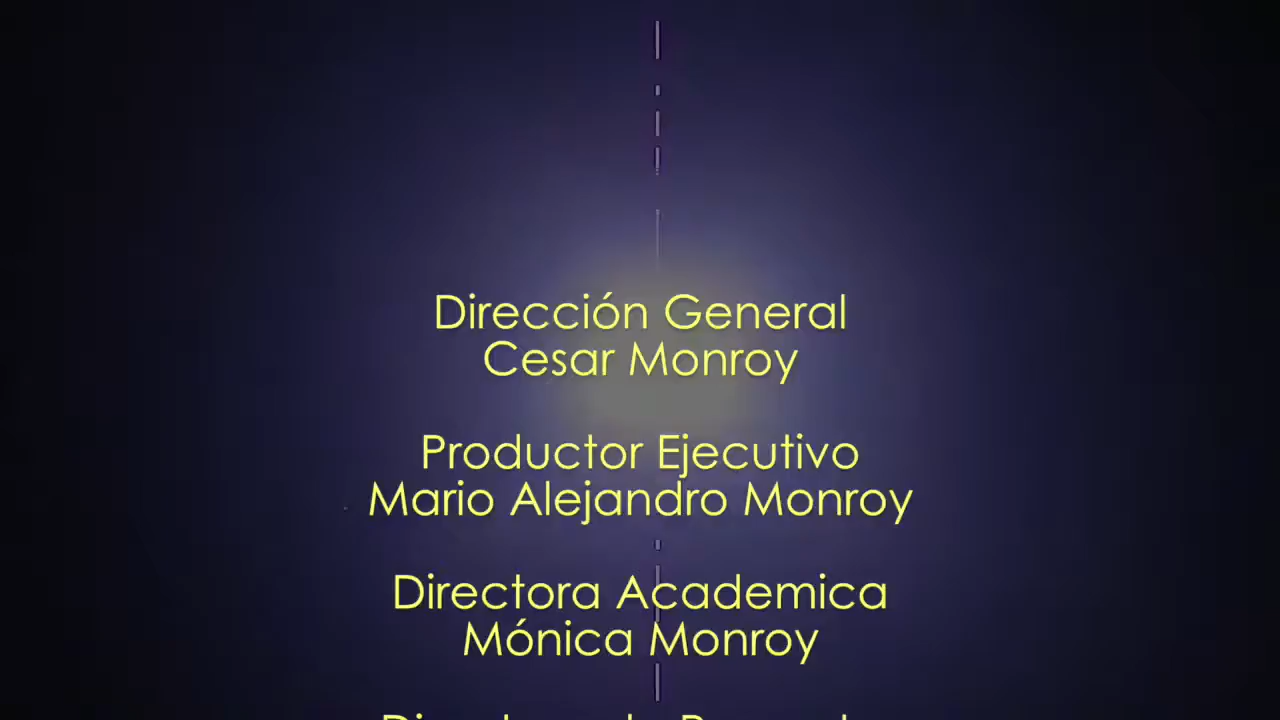 Dirección General
Cesar Monroy
Productor Ejecutivo
Mario Alejandro Monroy
Directora Academica
Mónica Monroy